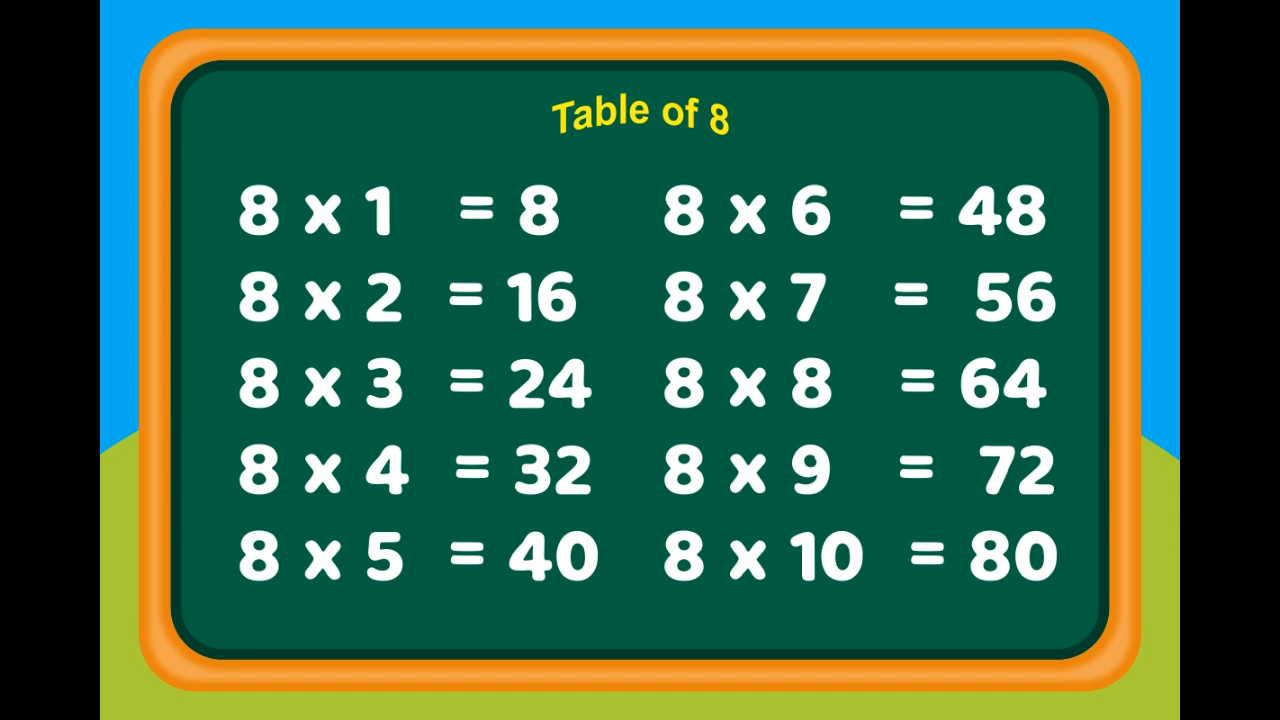 Table of 8
8 x 1 = 8
8 x 2 = 16
8 x 3 = 24
8 x 4 = 32
8 x 5 = 40
8 x 6 = 48
8 x 7 = 56
8 x 8 = 64
8 x 9 = 72
8 x 10 = 80